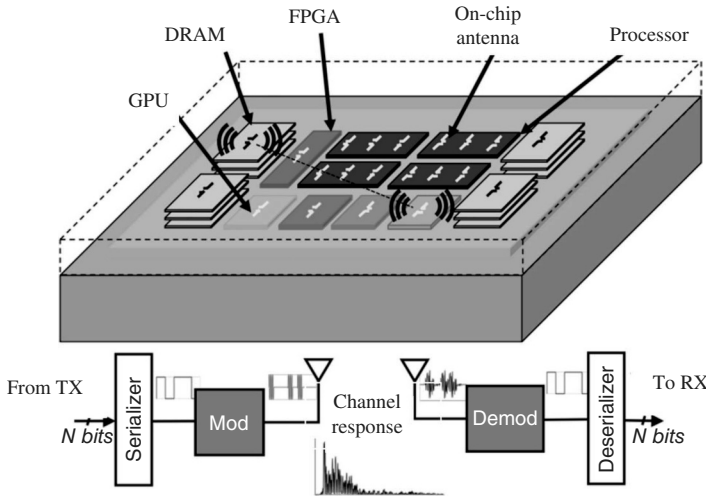 DRAM
FPGA
On-chip
antenna
Processor
GPU
From TX
N bits
Serializer
Mod
Channel
response
Demod
Deserializer
To RX
N bits